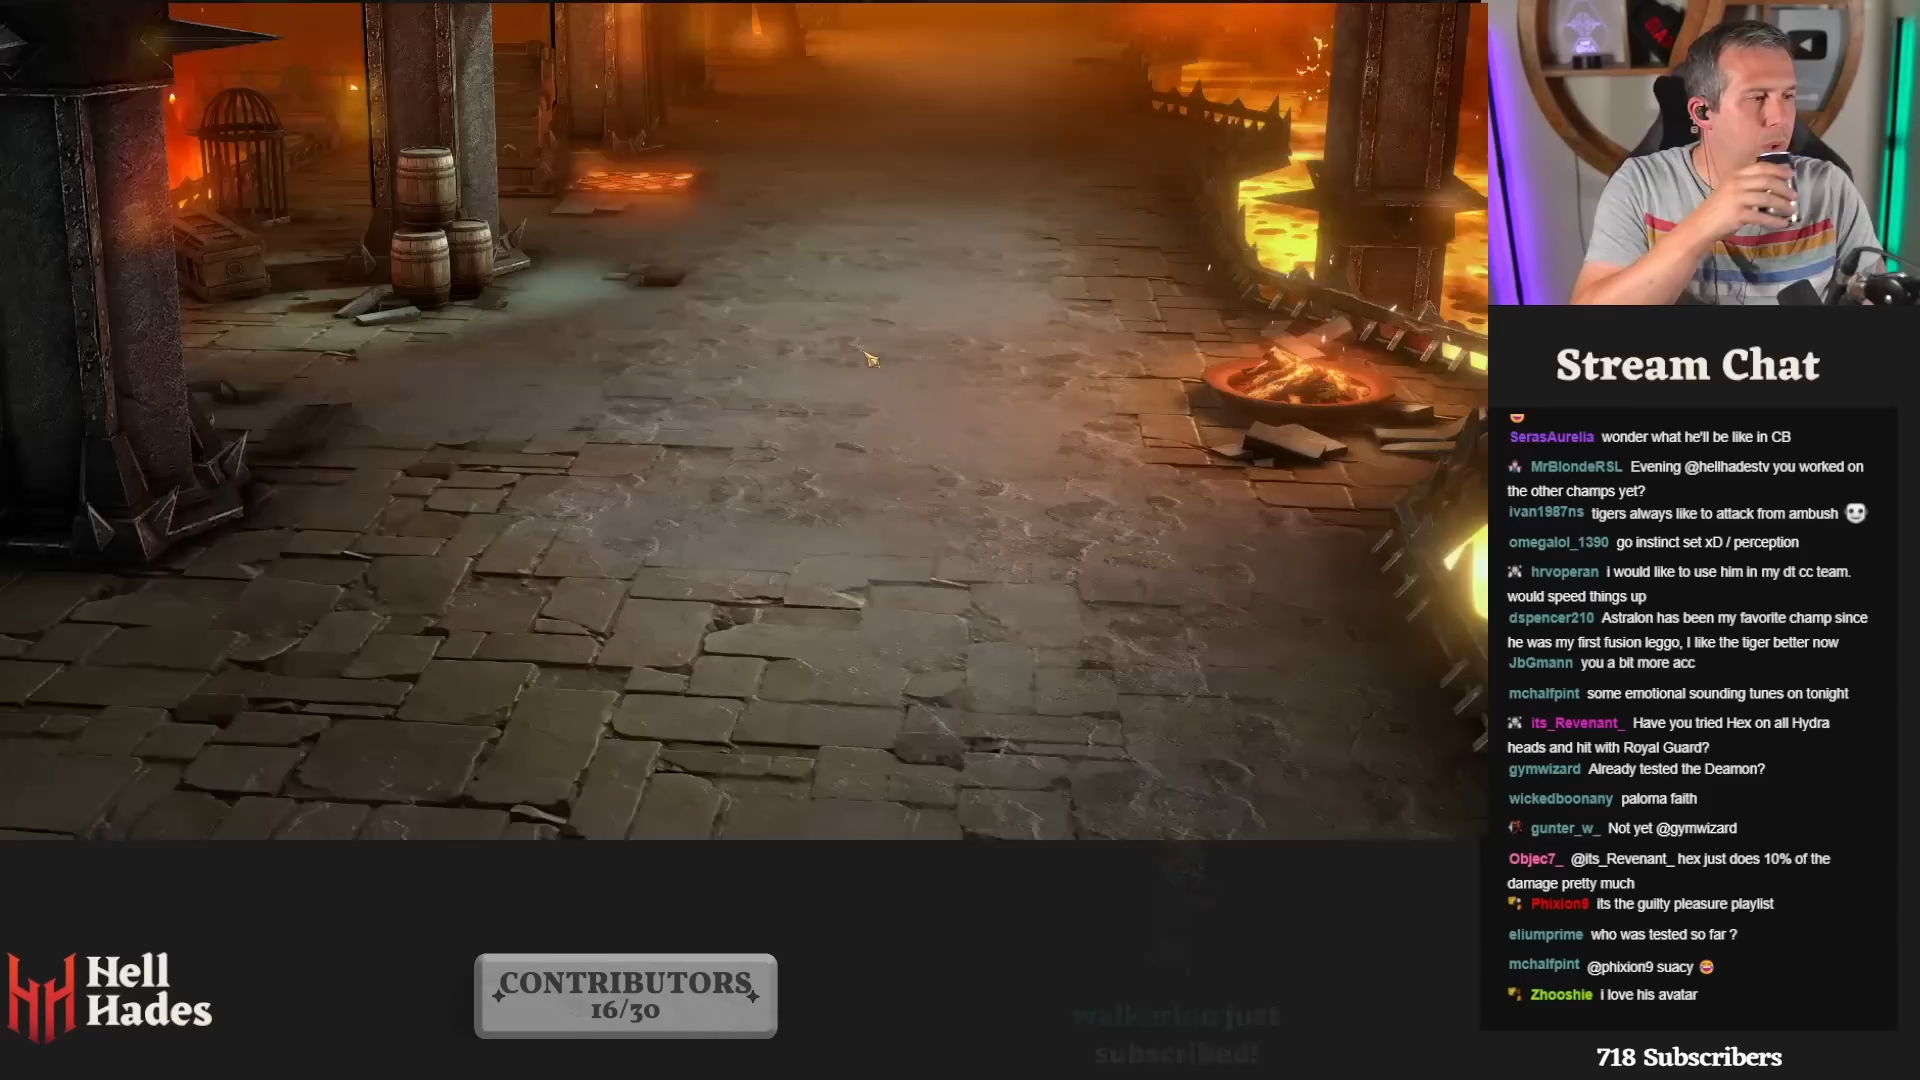 Stream Chat
SerasAurelia wonder what he'll be like in CB
MrBlondeRSL Evening @hellhadestv you worked on
the other champs yet?
ivan1987ns tigers always like to attack from ambush
omegalol_1390 go instinct set xD / perception
hrvoperan i would like to use him in my dt cc team.
would speed things up
dspencer210 Astralon has been my favorite champ since
he was my first fusion leggo, I like the tiger better now
JbGmann you a bit more acc
mchalfpint some emotional sounding tunes on tonight
its_Revenant_ Have you tried Hex on all Hydra
heads and hit with Royal Guard?
gymwizard Already tested the Deamon?
wickedboonany paloma faith
gunter_w_ Not yet @gymwizard
Objec7_ @its_Revenant_ hex just does 10% of the
damage pretty much
Phixion9 its the guilty pleasure playlist
eliumprime who was tested so far ?
mchalfpint @phixion9 suacy
Zhooshie i love his avatar
718 Subscribers
Hell
Hades
CONTRIBUTORS
16/30
just
subscribed!